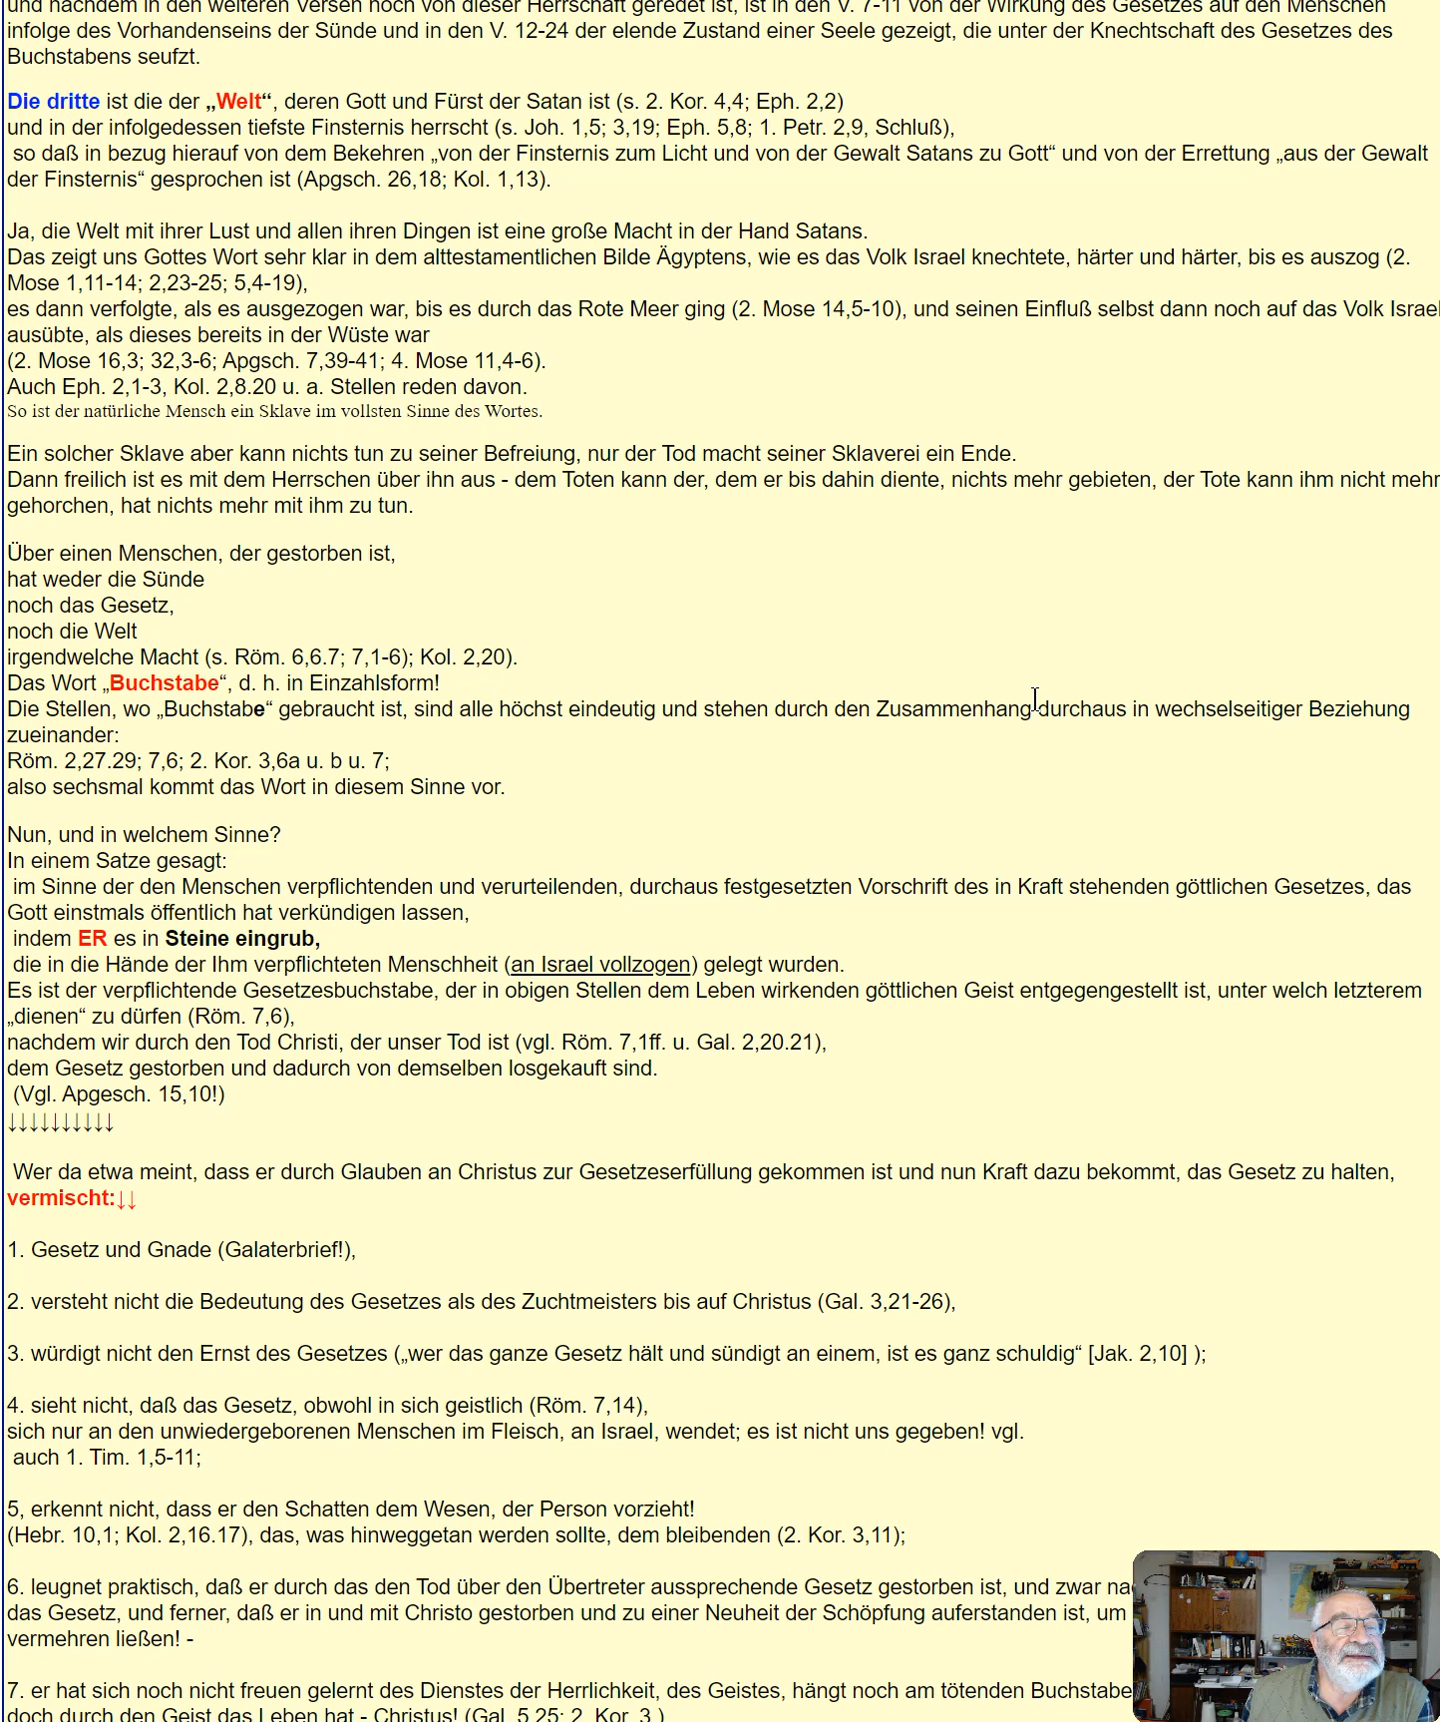 und nachdem in den weiteren Versen noch von dieser Herrschaft geredet ist, ist in den V. 7-11 von der Wirkung des Gesetzes auf den Menschen
infolge des Vorhandenseins der Sünde und in den V. 12-24 der elende Zustand einer Seele gezeigt, die unter der Knechtschaft des Gesetzes des
Buchstabens seufzt.
Die dritte ist die der „Welt“, deren Gott und Fürst der Satan ist (s. 2. Kor. 4,4; Eph. 2,2)
und in der infolgedessen tiefste Finsternis herrscht (s. Joh. 1,5; 3,19; Eph. 5,8; 1. Petr. 2,9, Schluß),
so daß in bezug hierauf von dem Bekehren „von der Finsternis zum Licht und von der Gewalt Satans zu Gott“ und von der Errettung „aus der Gewalt
der Finsternis“ gesprochen ist (Apgsch. 26,18; Kol. 1,13).
Ja, die Welt mit ihrer Lust und allen ihren Dingen ist eine große Macht in der Hand Satans.
Das zeigt uns Gottes Wort sehr klar in dem alttestamentlichen Bilde Ägyptens, wie es das Volk Israel knechtete, härter und härter, bis es auszog (2.
Mose 1,11-14; 2,23-25; 5,4-19),
es dann verfolgte, als es ausgezogen war, bis es durch das Rote Meer ging (2. Mose 14,5-10), und seinen Einfluß selbst dann noch auf das Volk Israel
ausübte, als dieses bereits in der Wüste war
(2. Mose 16,3; 32,3-6; Apgsch. 7,39-41; 4. Mose 11,4-6).
Auch Eph. 2,1-3, Kol. 2,8.20 u. a. Stellen reden davon.
So ist der natürliche Mensch ein Sklave im vollsten Sinne des Wortes.
Ein solcher Sklave aber kann nichts tun zu seiner Befreiung, nur der Tod macht seiner Sklaverei ein Ende.
Dann freilich ist es mit dem Herrschen über ihn aus - dem Toten kann der, dem er bis dahin diente, nichts mehr gebieten, der Tote kann ihm nicht mehr
gehorchen, hat nichts mehr mit ihm zu tun.
Über einen Menschen, der gestorben ist,
hat weder die Sünde
noch das Gesetz,
noch die Welt
irgendwelche Macht (s. Röm. 6,6.7; 7,1-6); Kol. 2,20).
Das Wort „Buchstabe“, d. h. in Einzahlsform!
Die Stellen, wo „Buchstabe“ gebraucht ist, sind alle höchst eindeutig und stehen durch den Zusammenhang durchaus in wechselseitiger Beziehung
zueinander:
Röm. 2,27.29; 7,6; 2. Kor. 3,6a u. b u. 7;
also sechsmal kommt das Wort in diesem Sinne vor.
Nun, und in welchem Sinne?
In einem Satze gesagt:
im Sinne der den Menschen verpflichtenden und verurteilenden, durchaus festgesetzten Vorschrift des in Kraft stehenden göttlichen Gesetzes, das
Gott einstmals öffentlich hat verkündigen lassen,
indem ER es in Steine eingrub,
die in die Hände der Ihm verpflichteten Menschheit (an Israel vollzogen) gelegt wurden.
Es ist der verpflichtende Gesetzesbuchstabe, der in obigen Stellen dem Leben wirkenden göttlichen Geist entgegengestellt ist, unter welch letzterem
„dienen“ zu dürfen (Röm. 7,6),
nachdem wir durch den Tod Christi, der unser Tod ist (vgl. Röm. 7,1ff. u. Gal. 2,20.21),
dem Gesetz gestorben und dadurch von demselben losgekauft sind.
(Vgl. Apgesch. 15,10!)
↓↓↓↓↓↓↓↓↓↓
Wer da etwa meint, dass er durch Glauben an Christus zur Gesetzeserfüllung gekommen ist und nun Kraft dazu bekommt, das Gesetz zu halten,
vermischt:↓↓
1. Gesetz und Gnade (Galaterbrief!),
2. versteht nicht die Bedeutung des Gesetzes als des Zuchtmeisters bis auf Christus (Gal. 3,21-26),
3. würdigt nicht den Ernst des Gesetzes („wer das ganze Gesetz hält und sündigt an einem, ist es ganz schuldig“ [Jak. 2,10] );
4. sieht nicht, daß das Gesetz, obwohl in sich geistlich (Röm. 7,14),
sich nur an den unwiedergeborenen Menschen im Fleisch, an Israel, wendet; es ist nicht uns gegeben! vgl.
auch 1. Tim. 1,5-11;
5, erkennt nicht, dass er den Schatten dem Wesen, der Person vorzieht!
(Hebr. 10,1; Kol. 2,16.17), das, was hinweggetan werden sollte, dem bleibenden (2. Kor. 3,11);
6. leugnet praktisch, daß er durch das den Tod über den Übertreter aussprechende Gesetz gestorben ist, und zwar
das Gesetz, und ferner, daß er in und mit Christo gestorben und zu einer Neuheit der Schöpfung auferstanden ist, um
vermehren ließen! -
7. er hat sich noch nicht freuen gelernt des Dienstes der Herrlichkeit, des Geistes, hängt noch am tötenden Buchstabe
doch durch den Geist das Leben hat - Christus! (Gal. 5,25; 2. Kor. 3.)